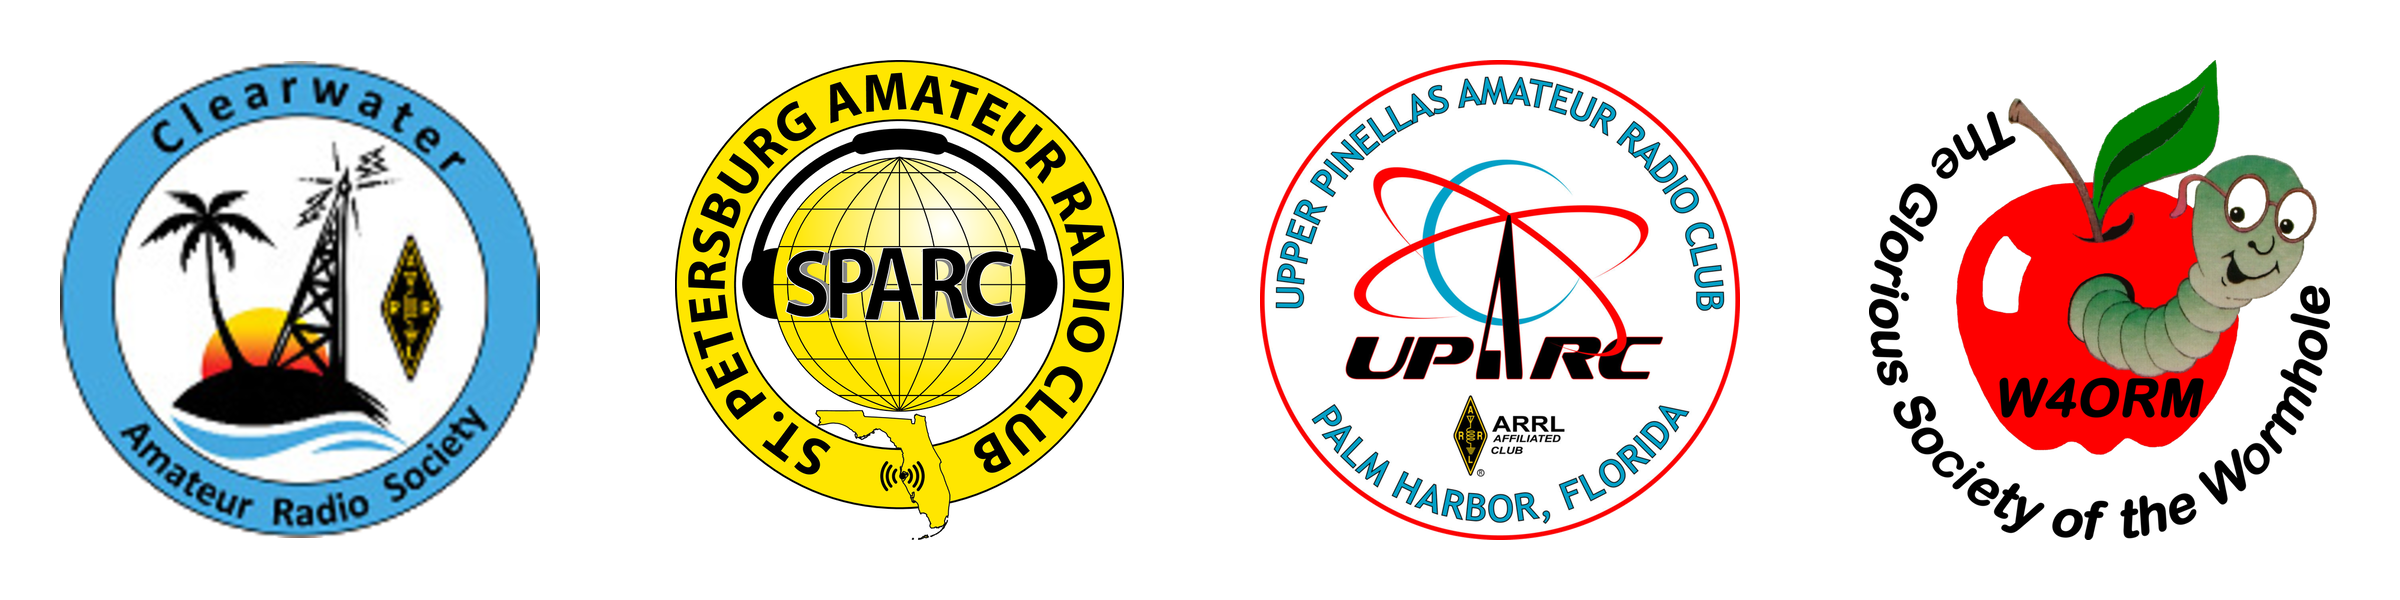 Clearwater
Amateur Radio Society
A
R R
L
ST. PETERSBURG AMATEUR RADIO CLUB
SPARC
UPPER PINELLAS AMATEUR RADIO CLUB
UPARC
A
R R
L
ARRL
AFFILIATED
CLUB
®
PALM HARBOR, FLORIDA
The Glorious Society of the Wormhole
W4ORM